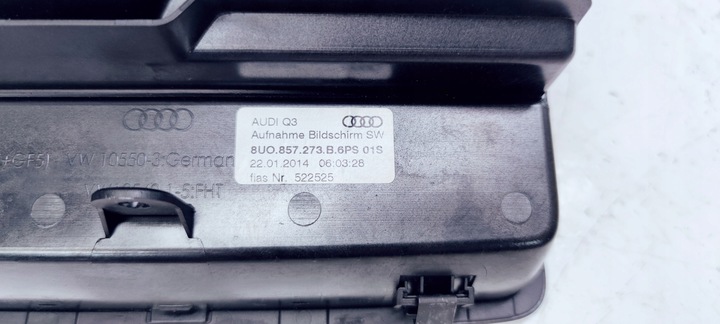 AUDI Q3
Aufnahme Bildschirm SW
8U0.857.273.B.6PS 01S
22.01.2014 06:03:28
flas Nr. 522525
VW 10550-3:German